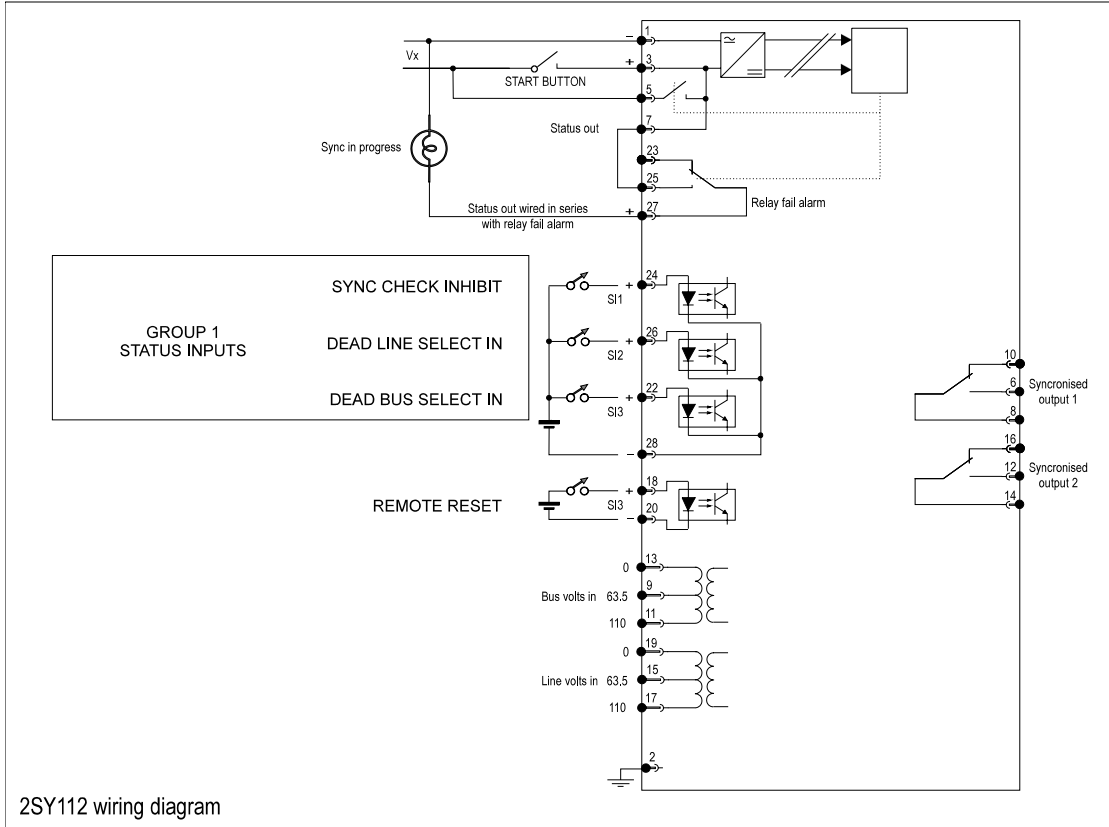 1
−
Vx
+ 3
START BUTTON
5
Status out 7
23
Sync in progress
25
Relay fail alarm
Status out wired in series
with relay fail alarm
+ 27
SYNC CHECK INHIBIT
+ 24
SI1
GROUP 1
STATUS INPUTS
DEAD LINE SELECT IN
+ 26
SI2
DEAD BUS SELECT IN
+ 22
SI3
− 28
10
6
Syncronised
output 1
8
16
12
Syncronised
output 2
14
REMOTE RESET
+ 18
SI3
− 20
0 13
Bus volts in 63.5 9
110 11
0 19
Line volts in 63.5 15
110 17
2
2SY112 wiring diagram